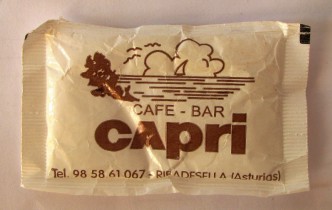 CAFE - BAR
CAPRI
Tel. 98 58 61 067 - RIBADESELLA (Asturias)